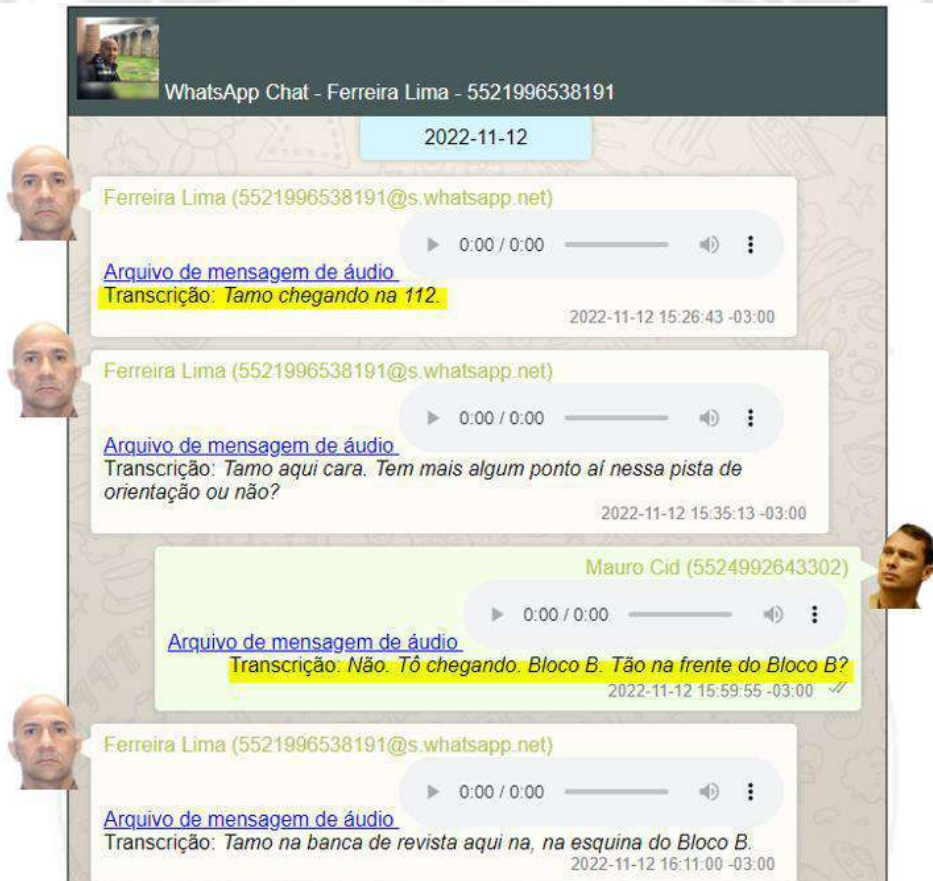 WhatsApp Chat - Ferreira Lima - 5521996538191
2022-11-12
Ferreira Lima (5521996538191@s.whatsapp.net)
0:00 / 0:00
Arquivo de mensagem de áudio
Transcrição: Tamo chegando na 112.
2022-11-12 15:26:43 -03:00
Ferreira Lima (5521996538191@s.whatsapp.net)
0:00 / 0:00
Arquivo de mensagem de áudio
Transcrição: Tamo aqui cara. Tem mais algum ponto aí nessa pista de
orientação ou não?
2022-11-12 15:35:13 -03:00
Mauro Cid (5524992643302)
0:00 / 0:00
Arquivo de mensagem de áudio
Transcrição: Não. Tô chegando. Bloco B. Tão na frente do Bloco B?
2022-11-12 15:59:55 -03:00
Ferreira Lima (5521996538191@s.whatsapp.net)
0:00 / 0:00
Arquivo de mensagem de áudio
Transcrição: Tamo na banca de revista aqui na, na esquina do Bloco B.
2022-11-12 16:11:00 -03:00